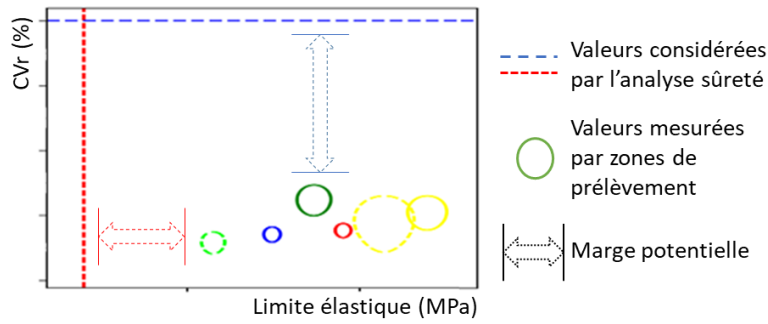 CVr (%)
Limite élastique (MPa)
Valeurs considérées
par l'analyse sûreté
Valeurs mesurées
par zones de
prélèvement
Marge potentielle